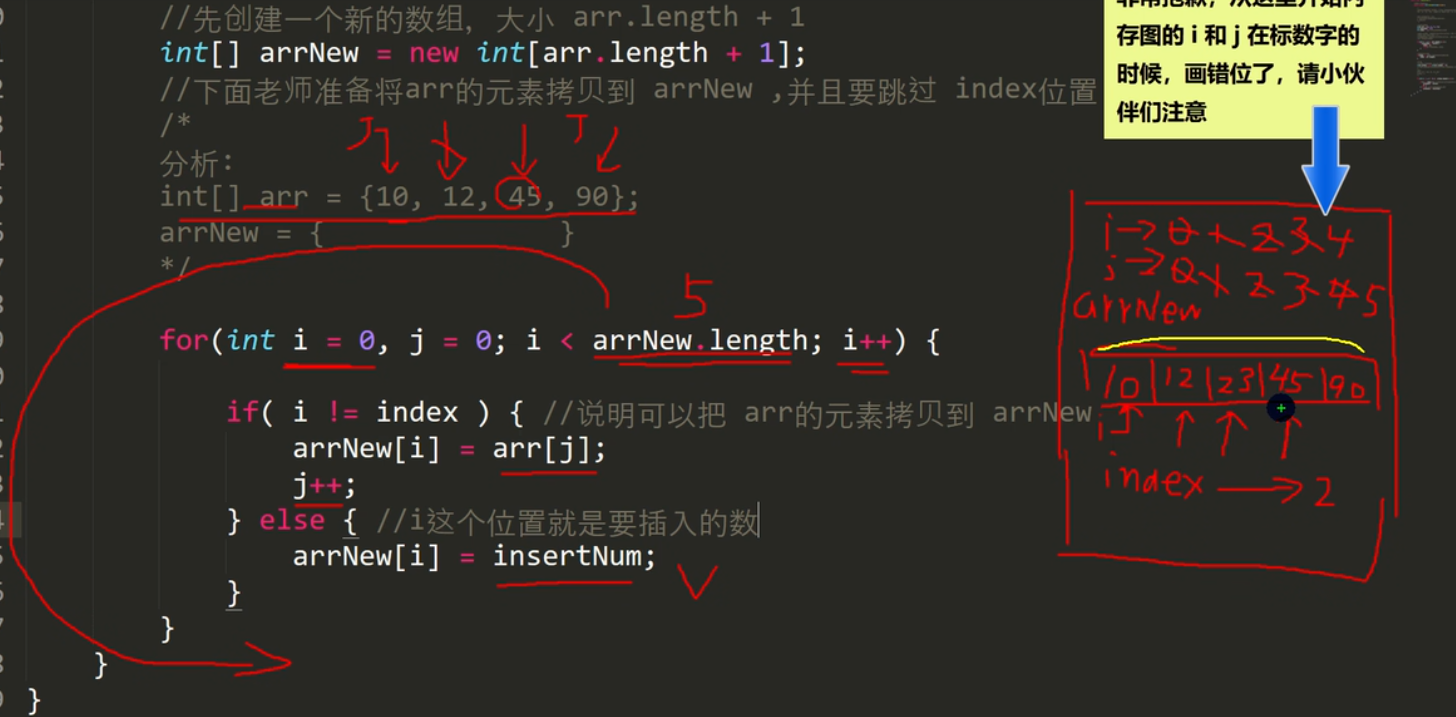 //先创建一个新的数组，大小 arr.length + 1
int[] arrNew = new int[arr.length + 1];
//下面老师准备将arr的元素拷贝到 arrNew ,并且要跳过 index位置
/*
分析：
int[] arr = {10, 12, 45, 90};
arrNew = { }
*/
5
for(int i = 0, j = 0; i < arrNew.length; i++) {
if( i != index ) { //说明可以把 arr的元素拷贝到 arrNew
arrNew[i] = arr[j];
j++;
} else { //i这个位置就是要插入的数
arrNew[i] = insertNum;
}
}
}
}
存图的 i 和 j 在标数字的
时候，画错位了，请小伙
伴们注意
i→0 1 2 3 4
j→0 1 2 3 4 5
arrNew
10|12|23|45|90
index → 2